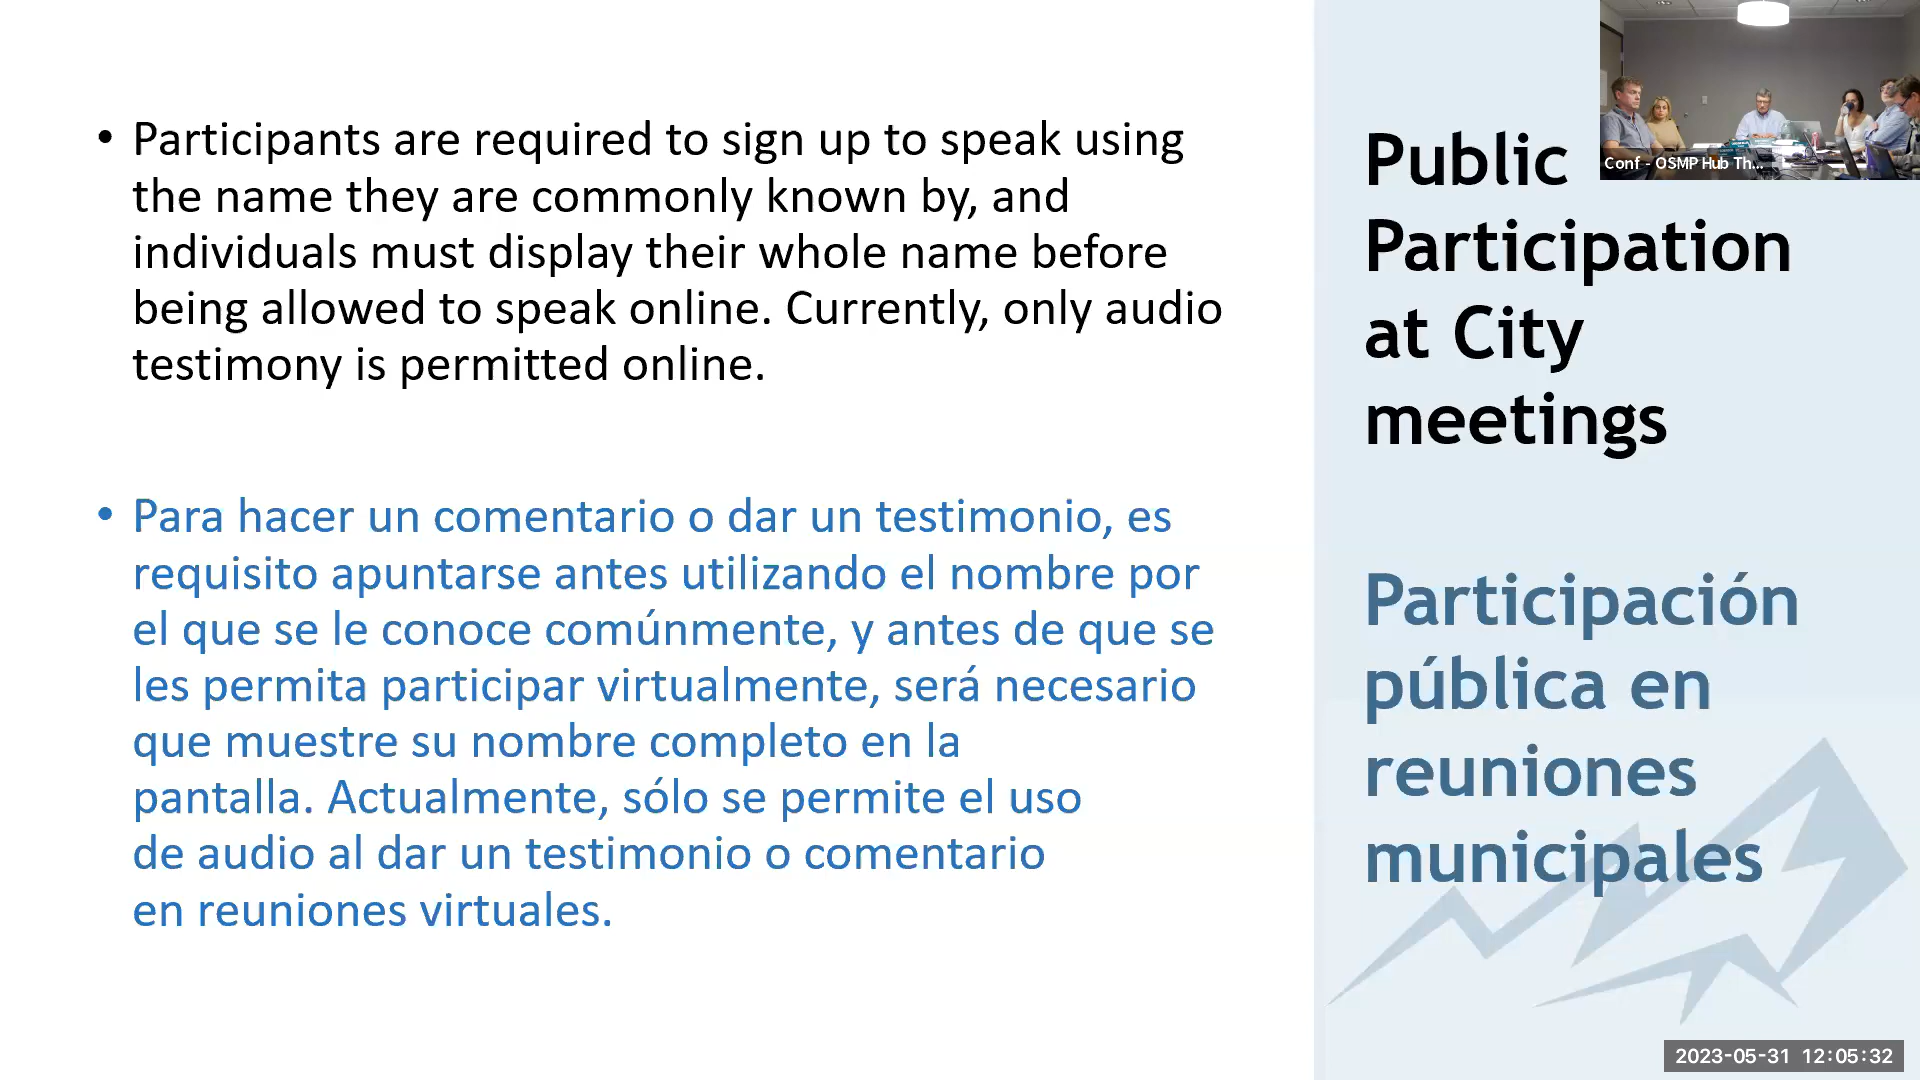 • Participants are required to sign up to speak using
the name they are commonly known by, and
individuals must display their whole name before
being allowed to speak online. Currently, only audio
testimony is permitted online.
• Para hacer un comentario o dar un testimonio, es
requisito apuntarse antes utilizando el nombre por
el que se le conoce comúnmente, y antes de que se
les permita participar virtualmente, será necesario
que muestre su nombre completo en la
pantalla. Actualmente, sólo se permite el uso
de audio al dar un testimonio o comentario
en reuniones virtuales.
Public
Participation
at City
meetings
Participación
pública en
reuniones
municipales
Conf - OSMP Hub Th...
2023-05-31 12:05:32